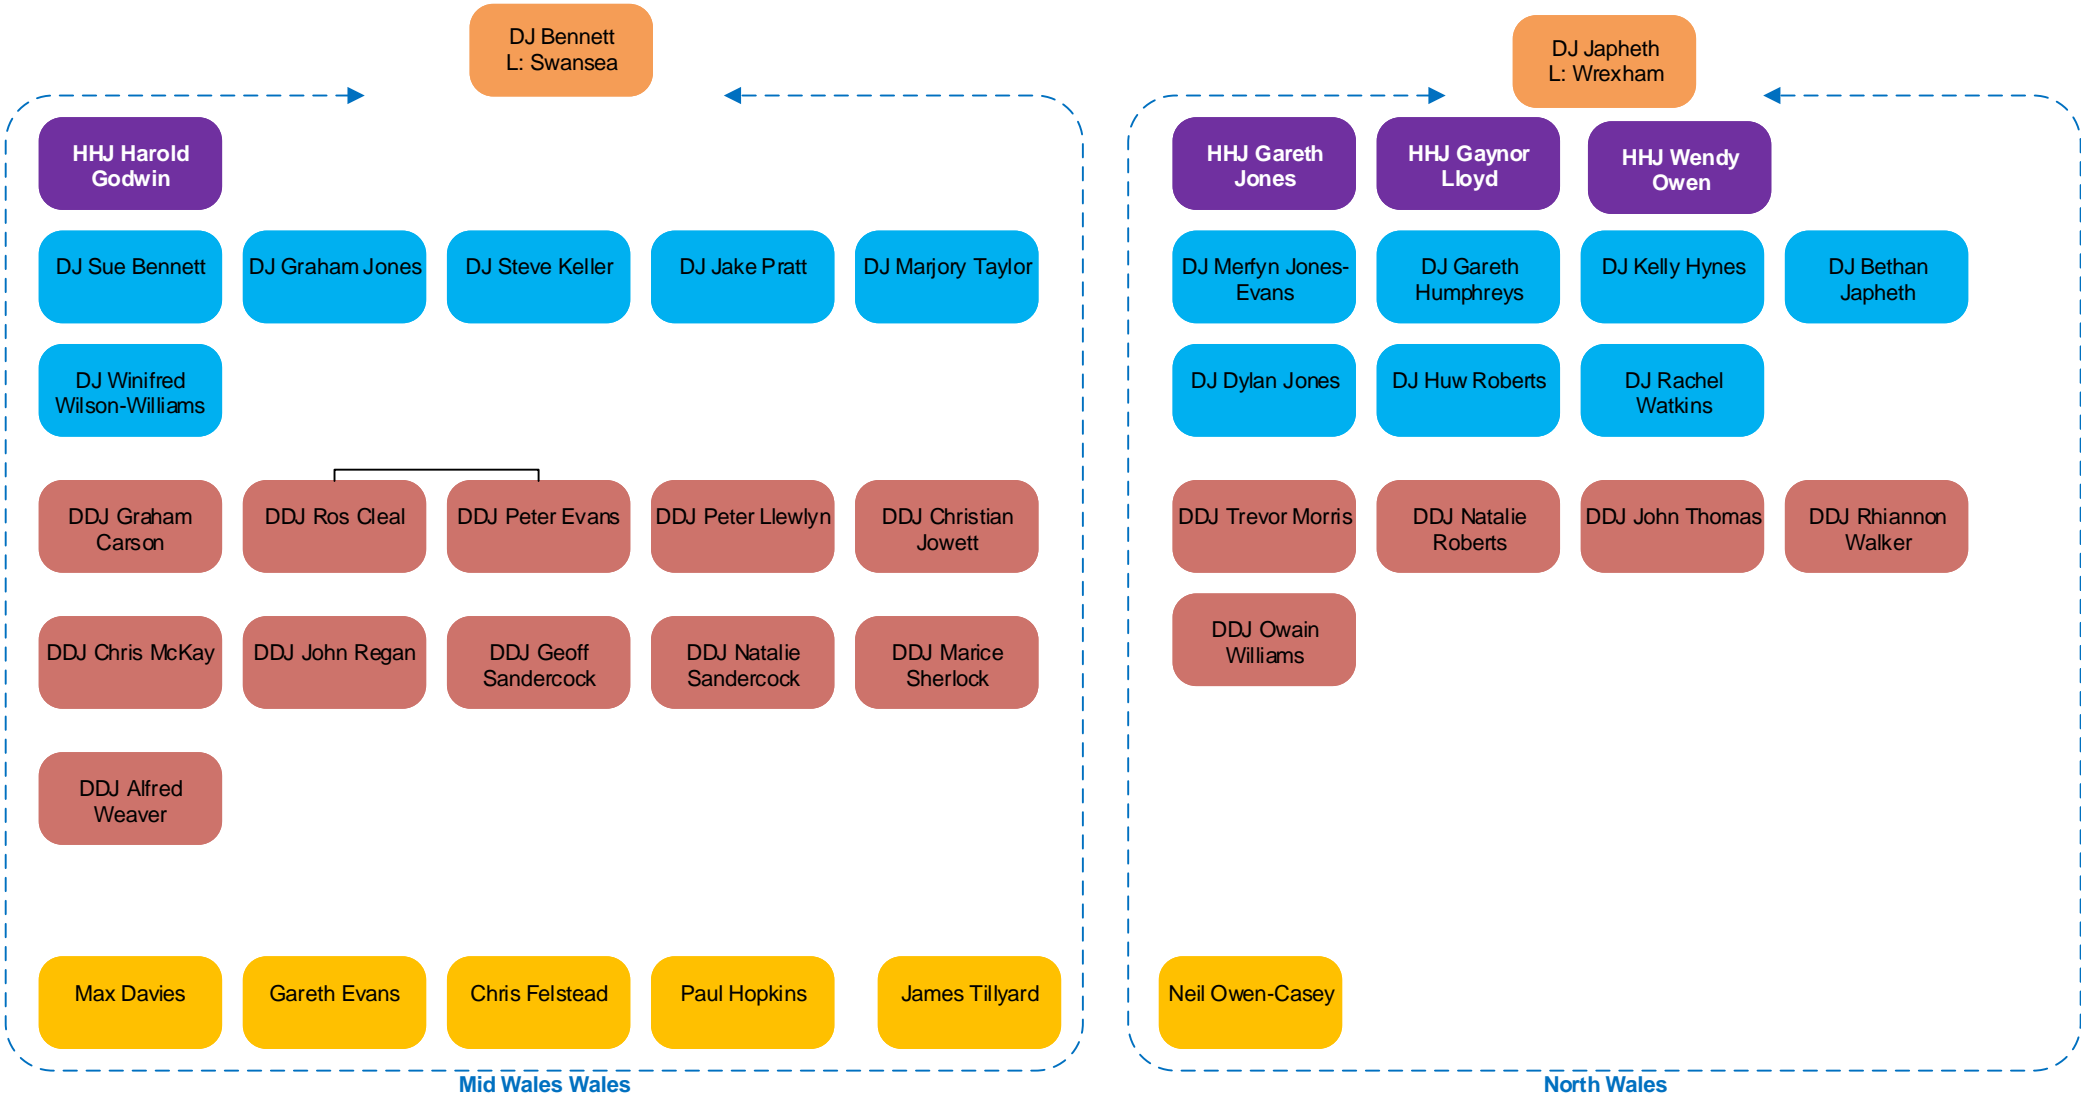 DJ Bennett
L: Swansea
HHJ Harold
Godwin
DJ Sue Bennett
DJ Graham Jones
DJ Steve Keller
DJ Jake Pratt
DJ Marjory Taylor
DJ Winifred
Wilson-Williams
DDJ Graham
Carson
DDJ Ros Cleal
DDJ Peter Evans
DDJ Peter Llewlyn
DDJ Christian
Jowett
DDJ Chris McKay
DDJ John Regan
DDJ Geoff
Sandercock
DDJ Natalie
Sandercock
DDJ Marice
Sherlock
DDJ Alfred
Weaver
Max Davies
Gareth Evans
Chris Felstead
Paul Hopkins
James Tillyard
Mid Wales Wales
DJ Japheth
L: Wrexham
HHJ Gareth
Jones
HHJ Gaynor
Lloyd
HHJ Wendy
Owen
DJ Merfyn Jones-
Evans
DJ Gareth
Humphreys
DJ Kelly Hynes
DJ Bethan
Japheth
DJ Dylan Jones
DJ Huw Roberts
DJ Rachel
Watkins
DDJ Trevor Morris
DDJ Natalie
Roberts
DDJ John Thomas
DDJ Rhiannon
Walker
DDJ Owain
Williams
Neil Owen-Casey
North Wales